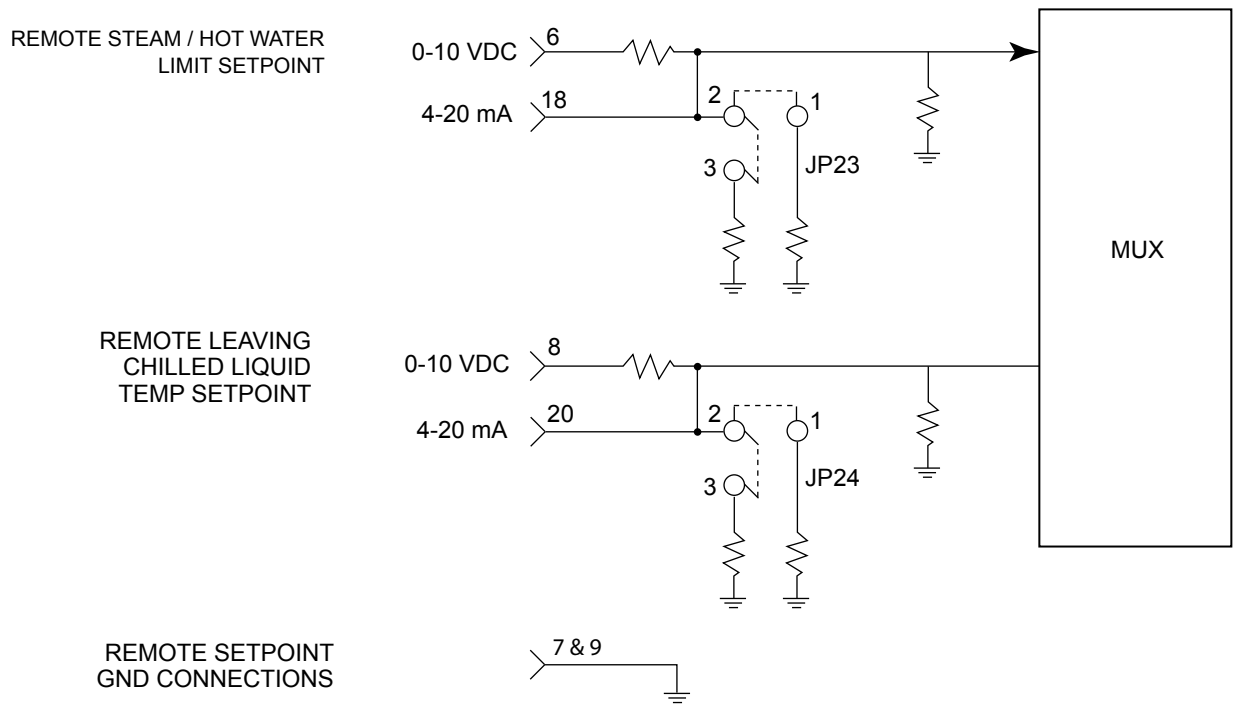 REMOTE STEAM / HOT WATER
LIMIT SETPOINT
0-10 VDC
6
4-20 mA
18
2
1
3
JP23
MUX
REMOTE LEAVING
CHILLED LIQUID
TEMP SETPOINT
0-10 VDC
8
4-20 mA
20
2
1
3
JP24
REMOTE SETPOINT
GND CONNECTIONS
7 & 9